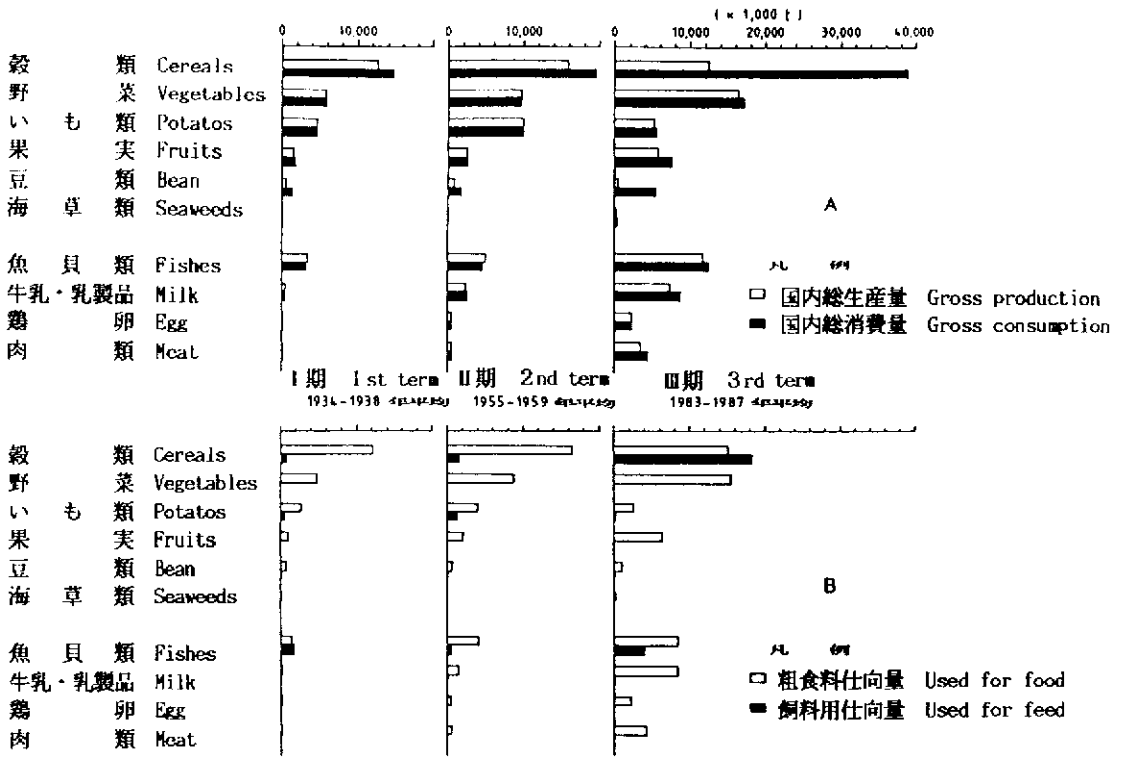 ( × 1,000 t )
0 10,000 0 10,000 0 10,000 20,000 30,000 40,000
穀 類 Cereals
野 菜 Vegetables
い も 類 Potatos
果 実 Fruits
豆 類 Bean
海 草 類 Seaweeds
A
魚 貝 類 Fishes
凡 例
牛乳・乳製品 Milk
国内総生産量 Gross production
鶏 卵 Egg
国内総消費量 Gross consumption
肉 類 Meat
I期 1st term II期 2nd term III期 3rd term
1934-1938 1955-1959 1983-1987
穀 類 Cereals
野 菜 Vegetables
い も 類 Potatos
果 実 Fruits
豆 類 Bean
B
海 草 類 Seaweeds
魚 貝 類 Fishes
凡 例
牛乳・乳製品 Milk
粗食料仕向量 Used for food
鶏 卵 Egg
飼料用仕向量 Used for feed
肉 類 Meat